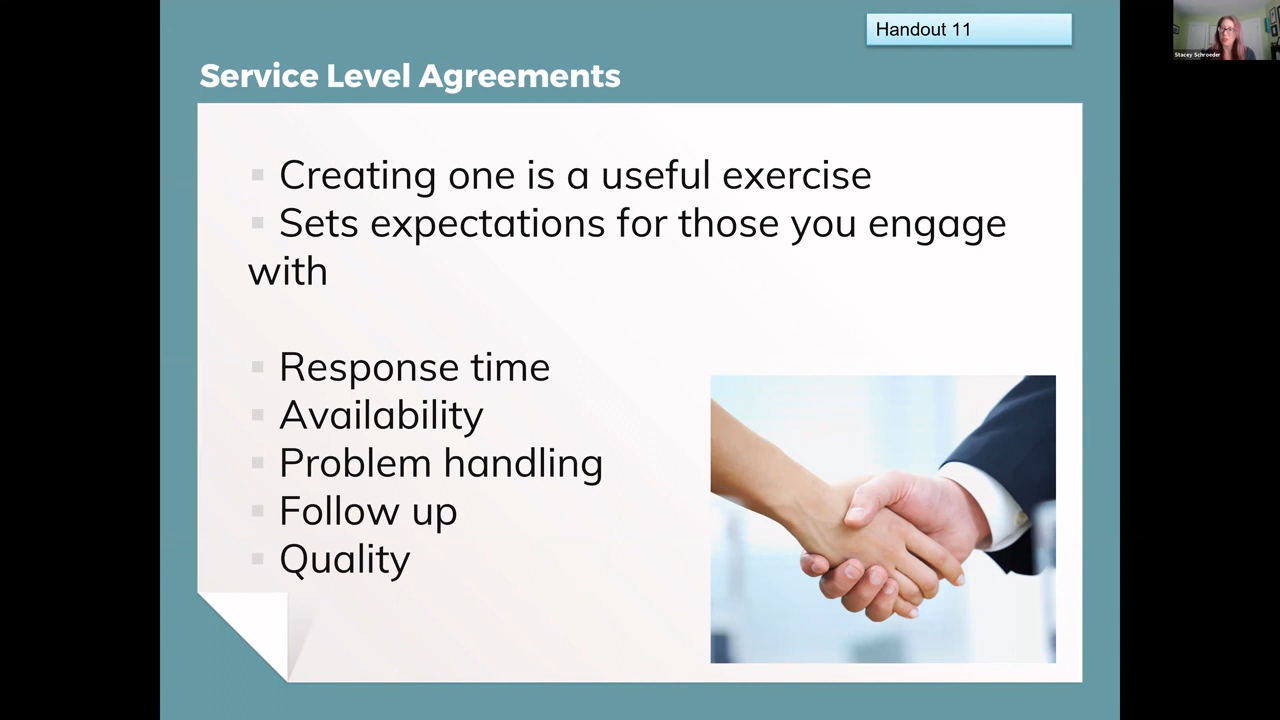 Handout 11
Stacey Schroeder
Service Level Agreements
Creating one is a useful exercise
Sets expectations for those you engage
with
Response time
Availability
Problem handling
Follow up
Quality